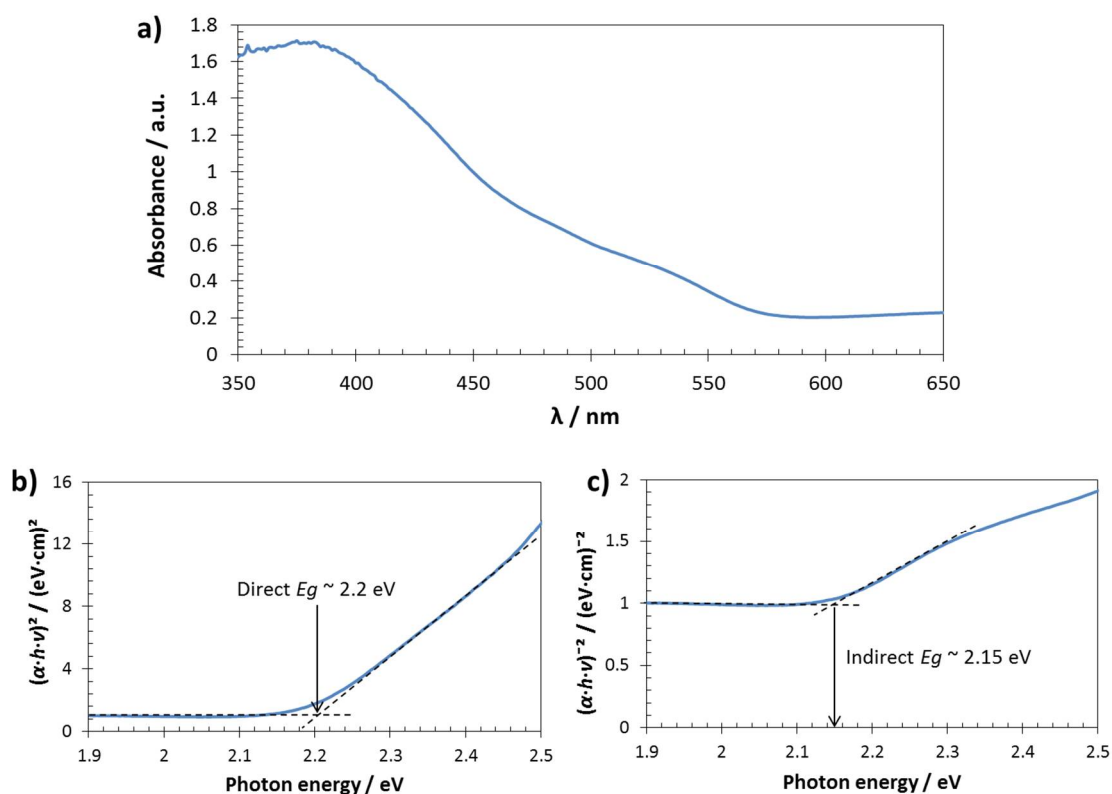 a)
1.8
1.6
1.4
1.2
1
0.8
0.6
0.4
0.2
0
Absorbance / a.u.
350 400 450 500 550 600 650
λ / nm
b)
16
12
8
4
0
(α·h·ν)² / (eV·cm)²
Direct Eg ~ 2.2 eV
1.9 2 2.1 2.2 2.3 2.4 2.5
Photon energy / eV
c)
2
1.5
1
0.5
0
(α·h·ν)⁻² / (eV·cm)⁻²
Indirect Eg ~ 2.15 eV
1.9 2 2.1 2.2 2.3 2.4 2.5
Photon energy / eV